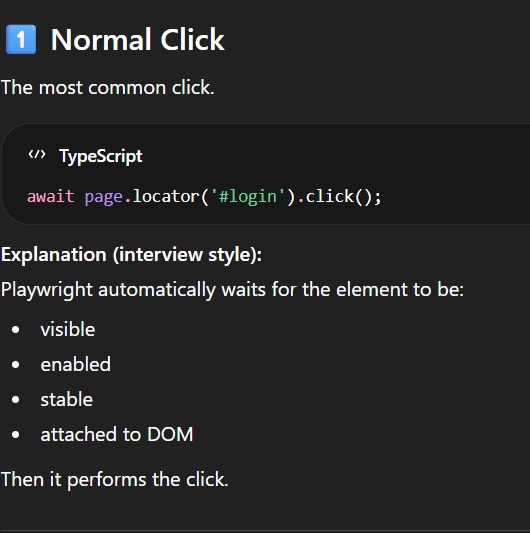 1 Normal Click
The most common click.
</> TypeScript
await page.locator('#login').click();
Explanation (interview style):
Playwright automatically waits for the element to be:
• visible
• enabled
• stable
• attached to DOM
Then it performs the click.